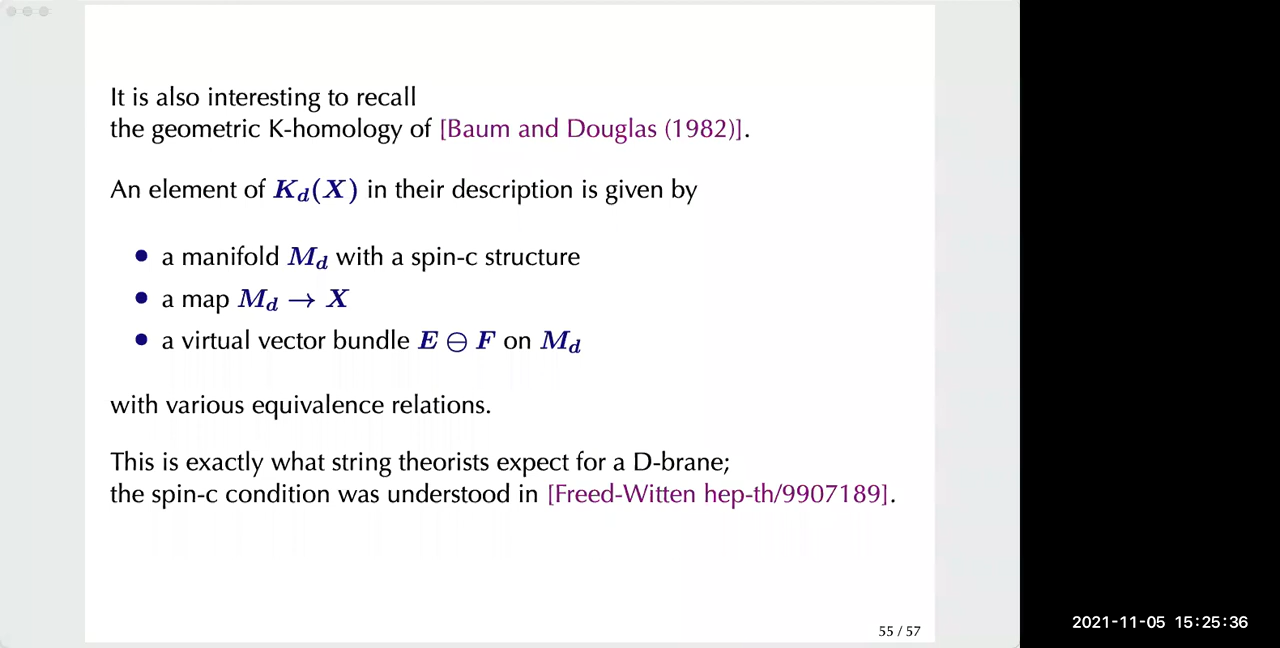 It is also interesting to recall
the geometric K-homology of [Baum and Douglas (1982)].
An element of K_d(X) in their description is given by
• a manifold M_d with a spin-c structure
• a map M_d → X
• a virtual vector bundle E ⊖ F on M_d
with various equivalence relations.
This is exactly what string theorists expect for a D-brane;
the spin-c condition was understood in [Freed-Witten hep-th/9907189].
55 / 57
2021-11-05 15:25:36